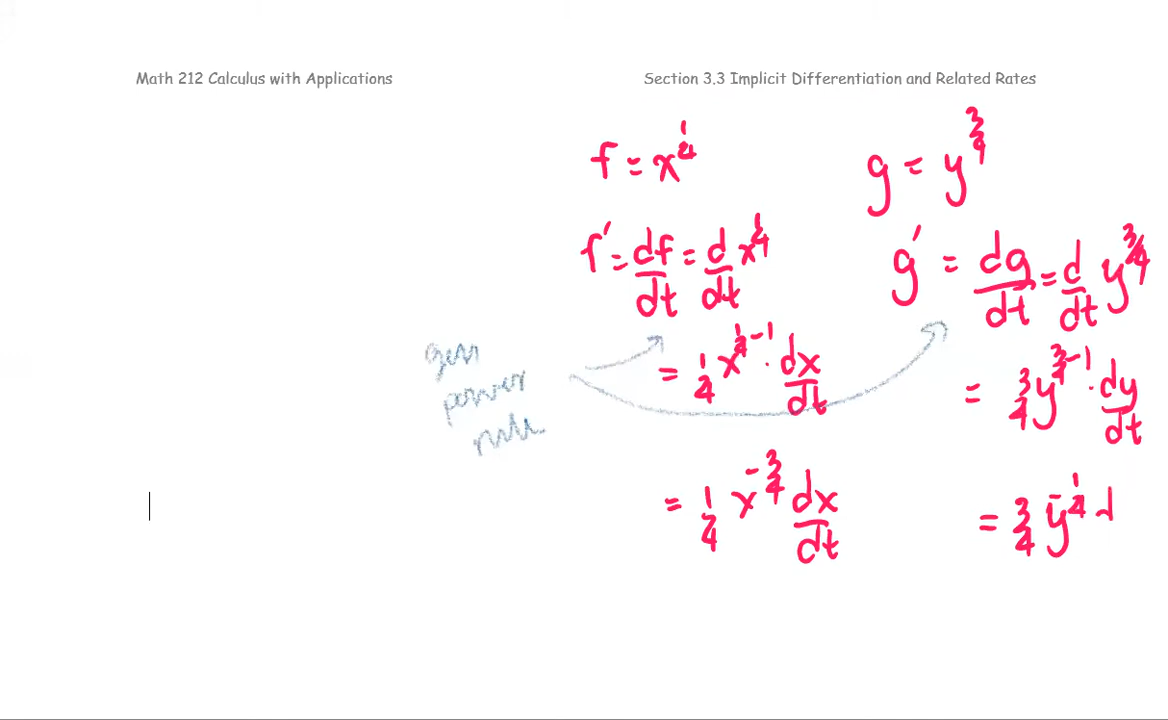 Math 212 Calculus with Applications
Section 3.3 Implicit Differentiation and Related Rates
f = x^{1/4}
g = y^{3/4}
f' = df/dt = d/dt x^{1/4}
g' = dg/dt = d/dt y^{3/4}
gen
power
rule
= 1/4 x^{1/4 - 1} · dx/dt
= 3/4 y^{3/4 - 1} · dy/dt
= 1/4 x^{-3/4} dx/dt
= 3/4 y^{-1/4} d